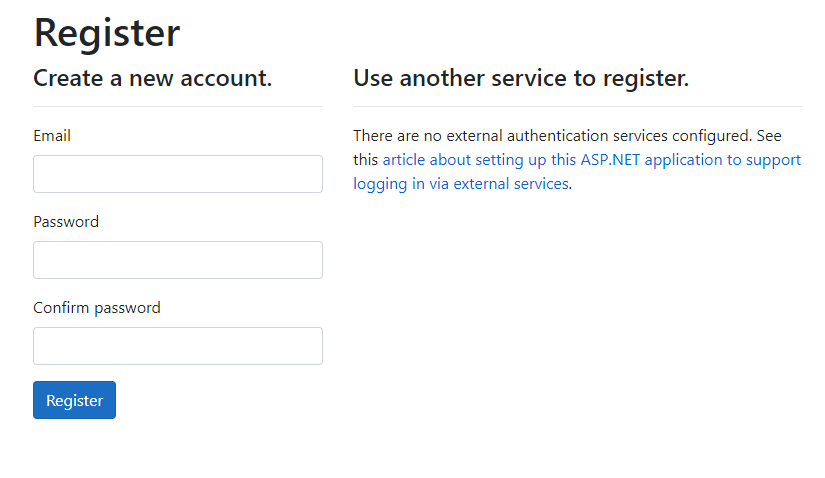 Register
Create a new account.
Email
Password
Confirm password
Register
Use another service to register.
There are no external authentication services configured. See
this article about setting up this ASP.NET application to support
logging in via external services.